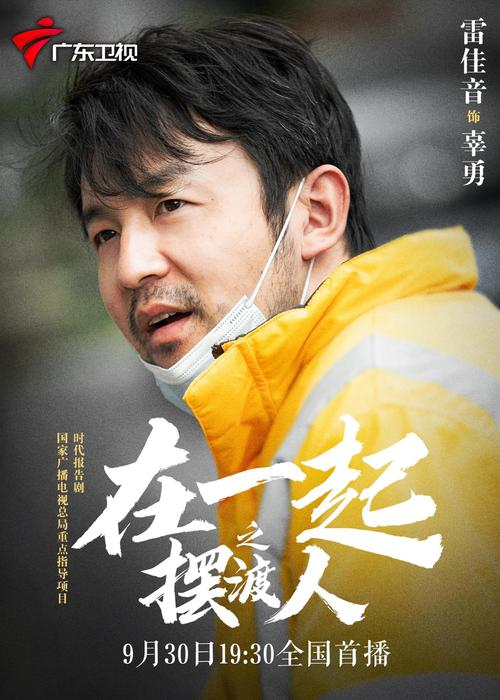 广东卫视
雷佳音
饰
辜勇
时代报告剧
国家广播电视总局重点指导项目
在一起
之
摆渡人
9月30日19:30全国首播